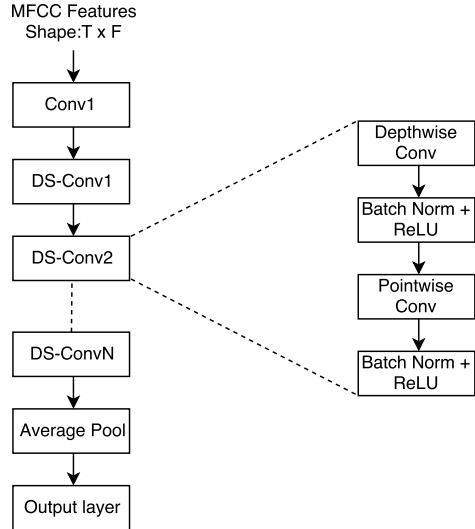 MFCC Features
Shape:T x F
Conv1
DS-Conv1
DS-Conv2
DS-ConvN
Average Pool
Output layer
Depthwise
Conv
Batch Norm +
ReLU
Pointwise
Conv
Batch Norm +
ReLU